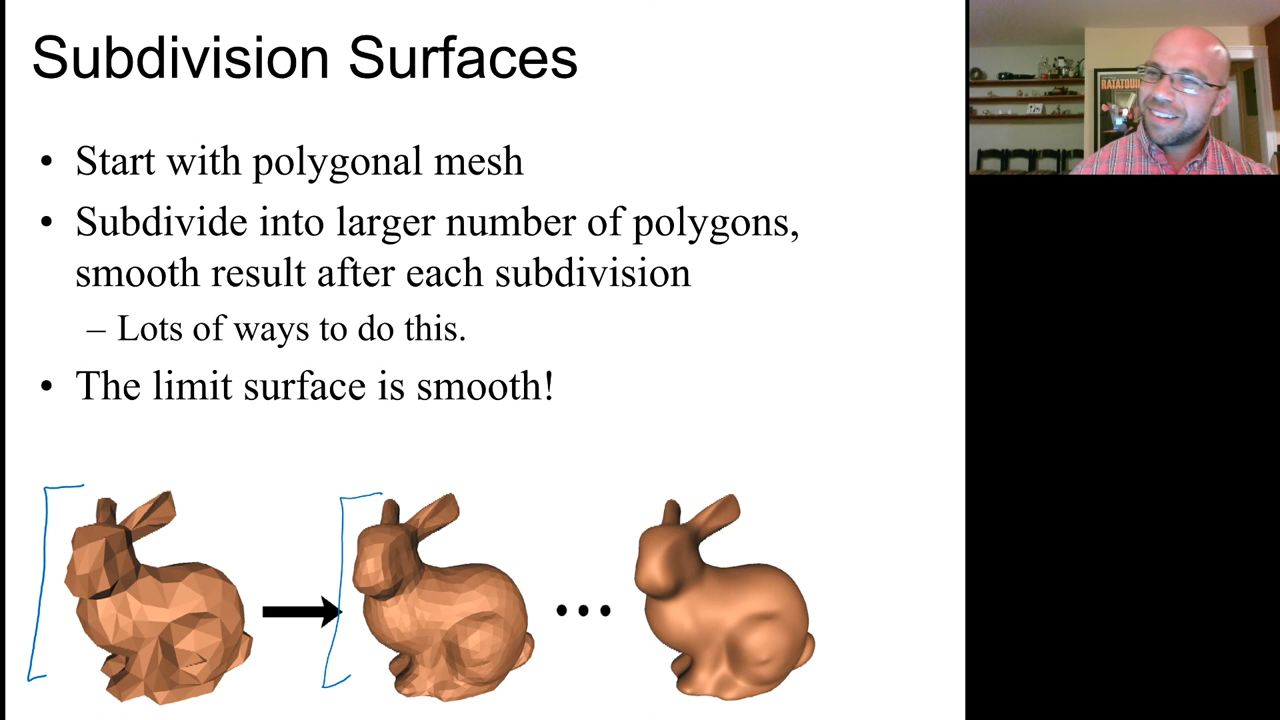 Subdivision Surfaces
• Start with polygonal mesh
• Subdivide into larger number of polygons,
smooth result after each subdivision
– Lots of ways to do this.
• The limit surface is smooth!
...